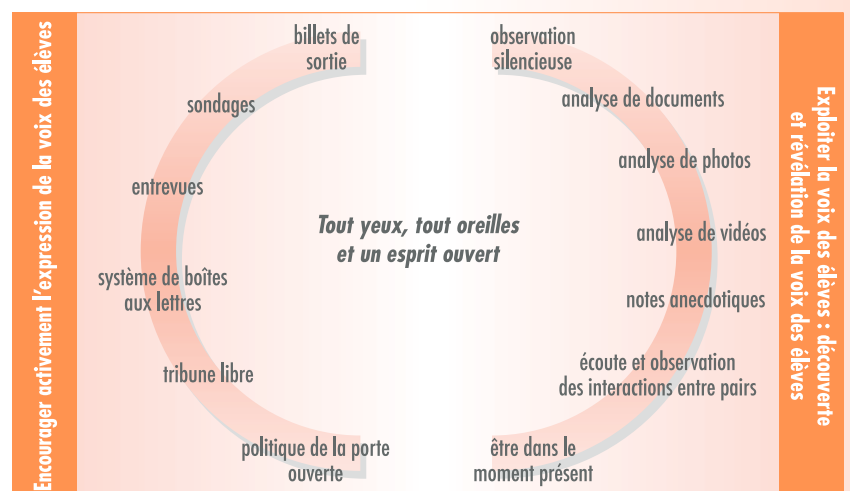 Encourager activement l'expression de la voix des élèves
billets de
sortie
sondages
entrevues
système de boîtes
aux lettres
tribune libre
politique de la porte
ouverte
Tout yeux, tout oreilles
et un esprit ouvert
observation
silencieuse
analyse de documents
analyse de photos
analyse de vidéos
notes anecdotiques
écoute et observation
des interactions entre pairs
être dans le
moment présent
Exploiter la voix des élèves : découverte
et révélation de la voix des élèves